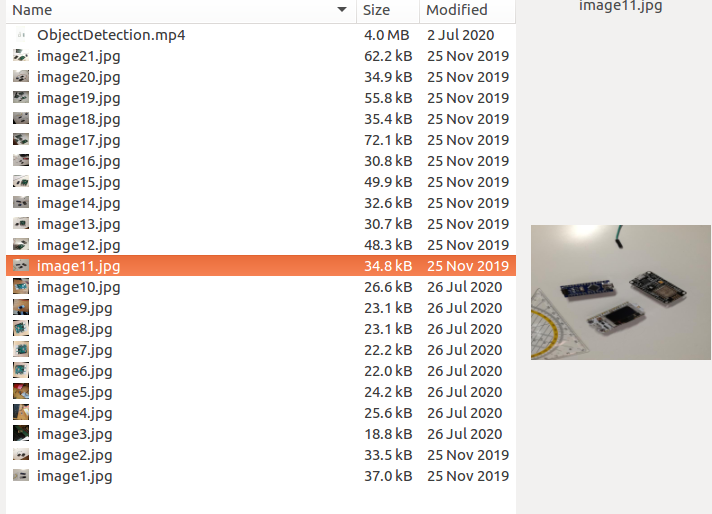 Name Size Modified
ObjectDetection.mp4 4.0 MB 2 Jul 2020
image21.jpg 62.2 kB 25 Nov 2019
image20.jpg 34.9 kB 25 Nov 2019
image19.jpg 55.8 kB 25 Nov 2019
image18.jpg 35.4 kB 25 Nov 2019
image17.jpg 72.1 kB 25 Nov 2019
image16.jpg 30.8 kB 25 Nov 2019
image15.jpg 49.9 kB 25 Nov 2019
image14.jpg 32.6 kB 25 Nov 2019
image13.jpg 30.7 kB 25 Nov 2019
image12.jpg 48.3 kB 25 Nov 2019
image11.jpg 34.8 kB 25 Nov 2019
image10.jpg 26.6 kB 26 Jul 2020
image9.jpg 23.1 kB 26 Jul 2020
image8.jpg 23.1 kB 26 Jul 2020
image7.jpg 22.2 kB 26 Jul 2020
image6.jpg 22.0 kB 26 Jul 2020
image5.jpg 24.2 kB 26 Jul 2020
image4.jpg 25.6 kB 26 Jul 2020
image3.jpg 18.8 kB 26 Jul 2020
image2.jpg 33.5 kB 25 Nov 2019
image1.jpg 37.0 kB 25 Nov 2019
image11.jpg